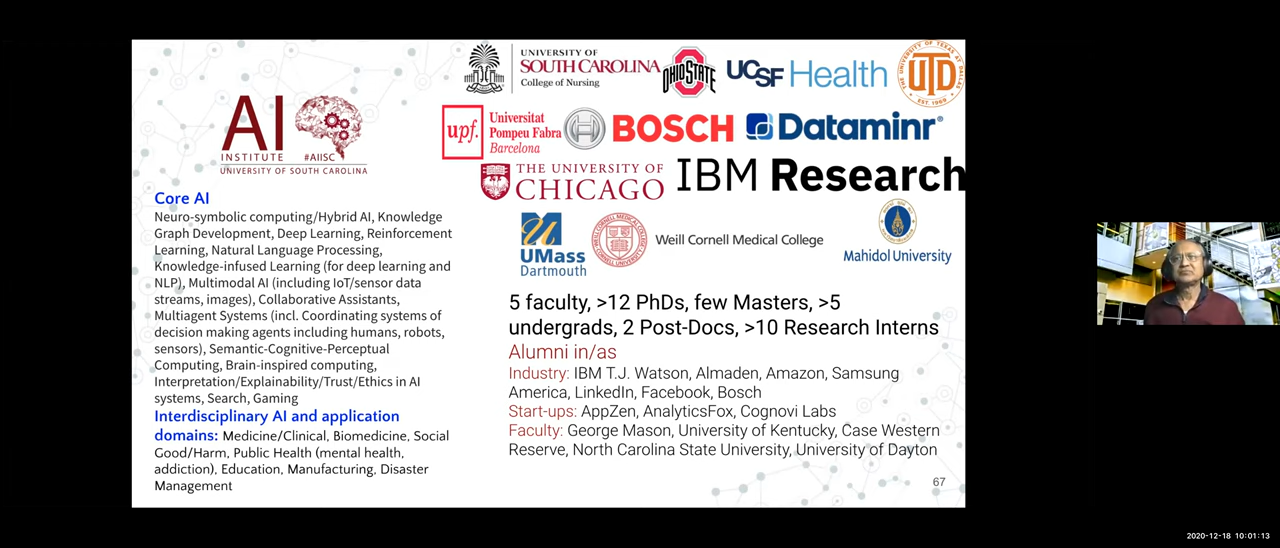 AI
INSTITUTE #AIISC
UNIVERSITY OF SOUTH CAROLINA
Core AI
Neuro-symbolic computing/Hybrid AI, Knowledge
Graph Development, Deep Learning, Reinforcement
Learning, Natural Language Processing,
Knowledge-infused Learning (for deep learning and
NLP), Multimodal AI (including IoT/sensor data
streams, images), Collaborative Assistants,
Multiagent Systems (incl. Coordinating systems of
decision making agents including humans, robots,
sensors), Semantic-Cognitive-Perceptual
Computing, Brain-inspired computing,
Interpretation/Explainability/Trust/Ethics in AI
systems, Search, Gaming
Interdisciplinary AI and application
domains: Medicine/Clinical, Biomedicine, Social
Good/Harm, Public Health (mental health,
addiction), Education, Manufacturing, Disaster
Management
UNIVERSITY OF
SOUTH CAROLINA
College of Nursing
OHIO STATE
UCSF Health
UNIVERSITY OF TEXAS AT DALLAS
UTD
EST. 1969
upf.
Universitat
Pompeu Fabra
Barcelona
BOSCH
Dataminr®
THE UNIVERSITY OF
CHICAGO
IBM Research
UMass
Dartmouth
Weill Cornell Medical College
Mahidol University
5 faculty, >12 PhDs, few Masters, >5
undergrads, 2 Post-Docs, >10 Research Interns
Alumni in/as
Industry: IBM T.J. Watson, Almaden, Amazon, Samsung
America, LinkedIn, Facebook, Bosch
Start-ups: AppZen, AnalyticsFox, Cognovi Labs
Faculty: George Mason, University of Kentucky, Case Western
Reserve, North Carolina State University, University of Dayton
67
2020-12-18 10:01:13